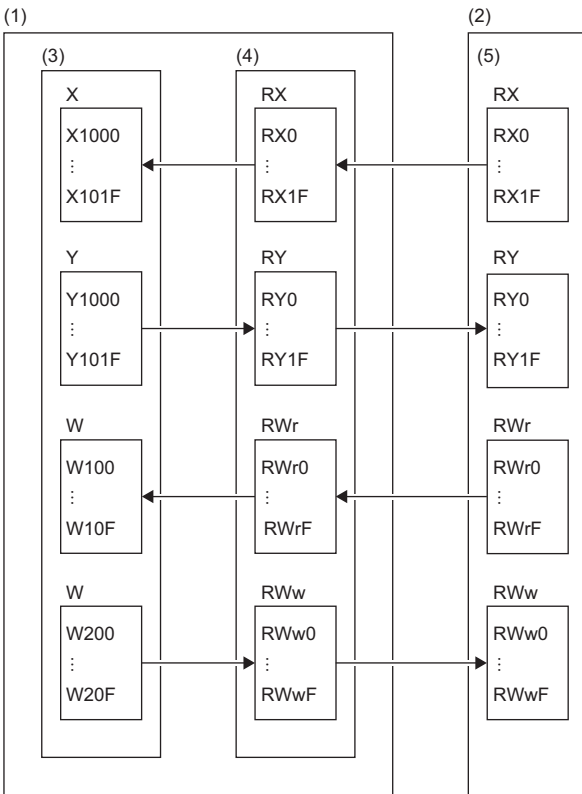 (1)
(2)
(3)
(4)
(5)
X
RX
RX
X1000
RX0
RX0
⋮
⋮
⋮
X101F
RX1F
RX1F
Y
RY
RY
Y1000
RY0
RY0
⋮
⋮
⋮
Y101F
RY1F
RY1F
W
RWr
RWr
W100
RWr0
RWr0
⋮
⋮
⋮
W10F
RWrF
RWrF
W
RWw
RWw
W200
RWw0
RWw0
⋮
⋮
⋮
W20F
RWwF
RWwF